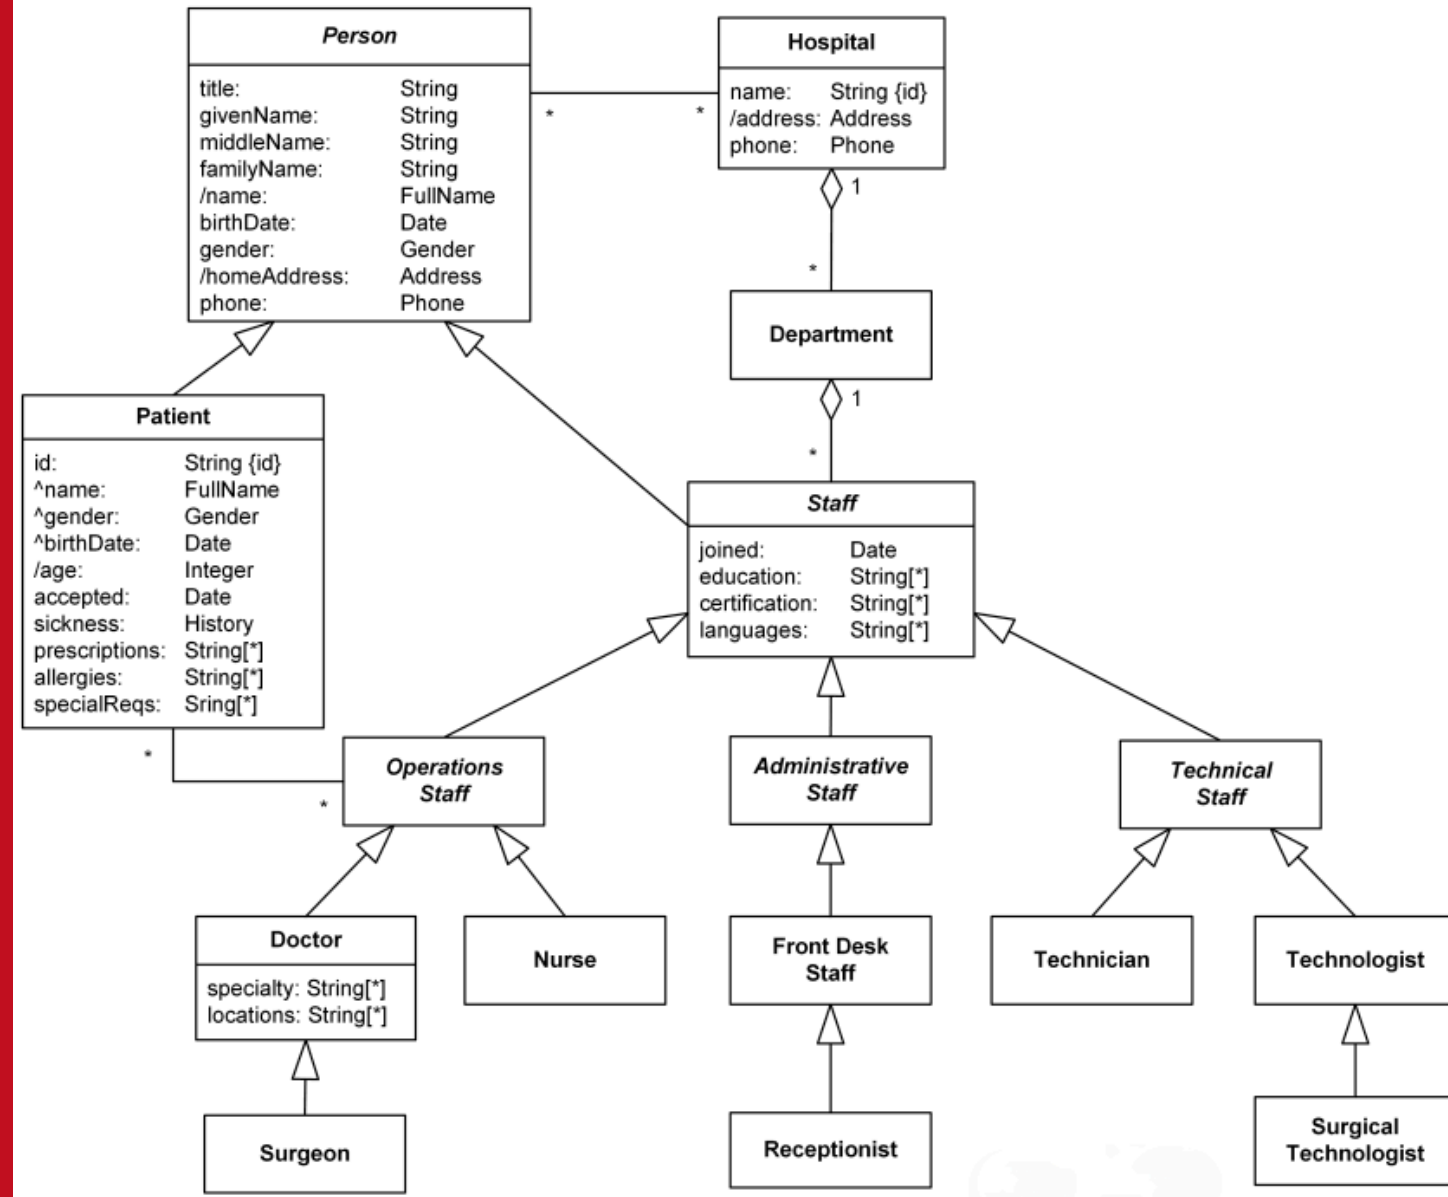 Person
title: String
givenName: String
middleName: String
familyName: String
/name: FullName
birthDate: Date
gender: Gender
/homeAddress: Address
phone: Phone
*
*
Hospital
name: String {id}
/address: Address
phone: Phone
1
*
Department
1
*
Patient
id: String {id}
^name: FullName
^gender: Gender
^birthDate: Date
/age: Integer
accepted: Date
sickness: History
prescriptions: String[*]
allergies: String[*]
specialReqs: Sring[*]
*
*
Staff
joined: Date
education: String[*]
certification: String[*]
languages: String[*]
Operations
Staff
Administrative
Staff
Technical
Staff
Doctor
specialty: String[*]
locations: String[*]
Nurse
Front Desk
Staff
Technician
Technologist
Surgeon
Receptionist
Surgical
Technologist